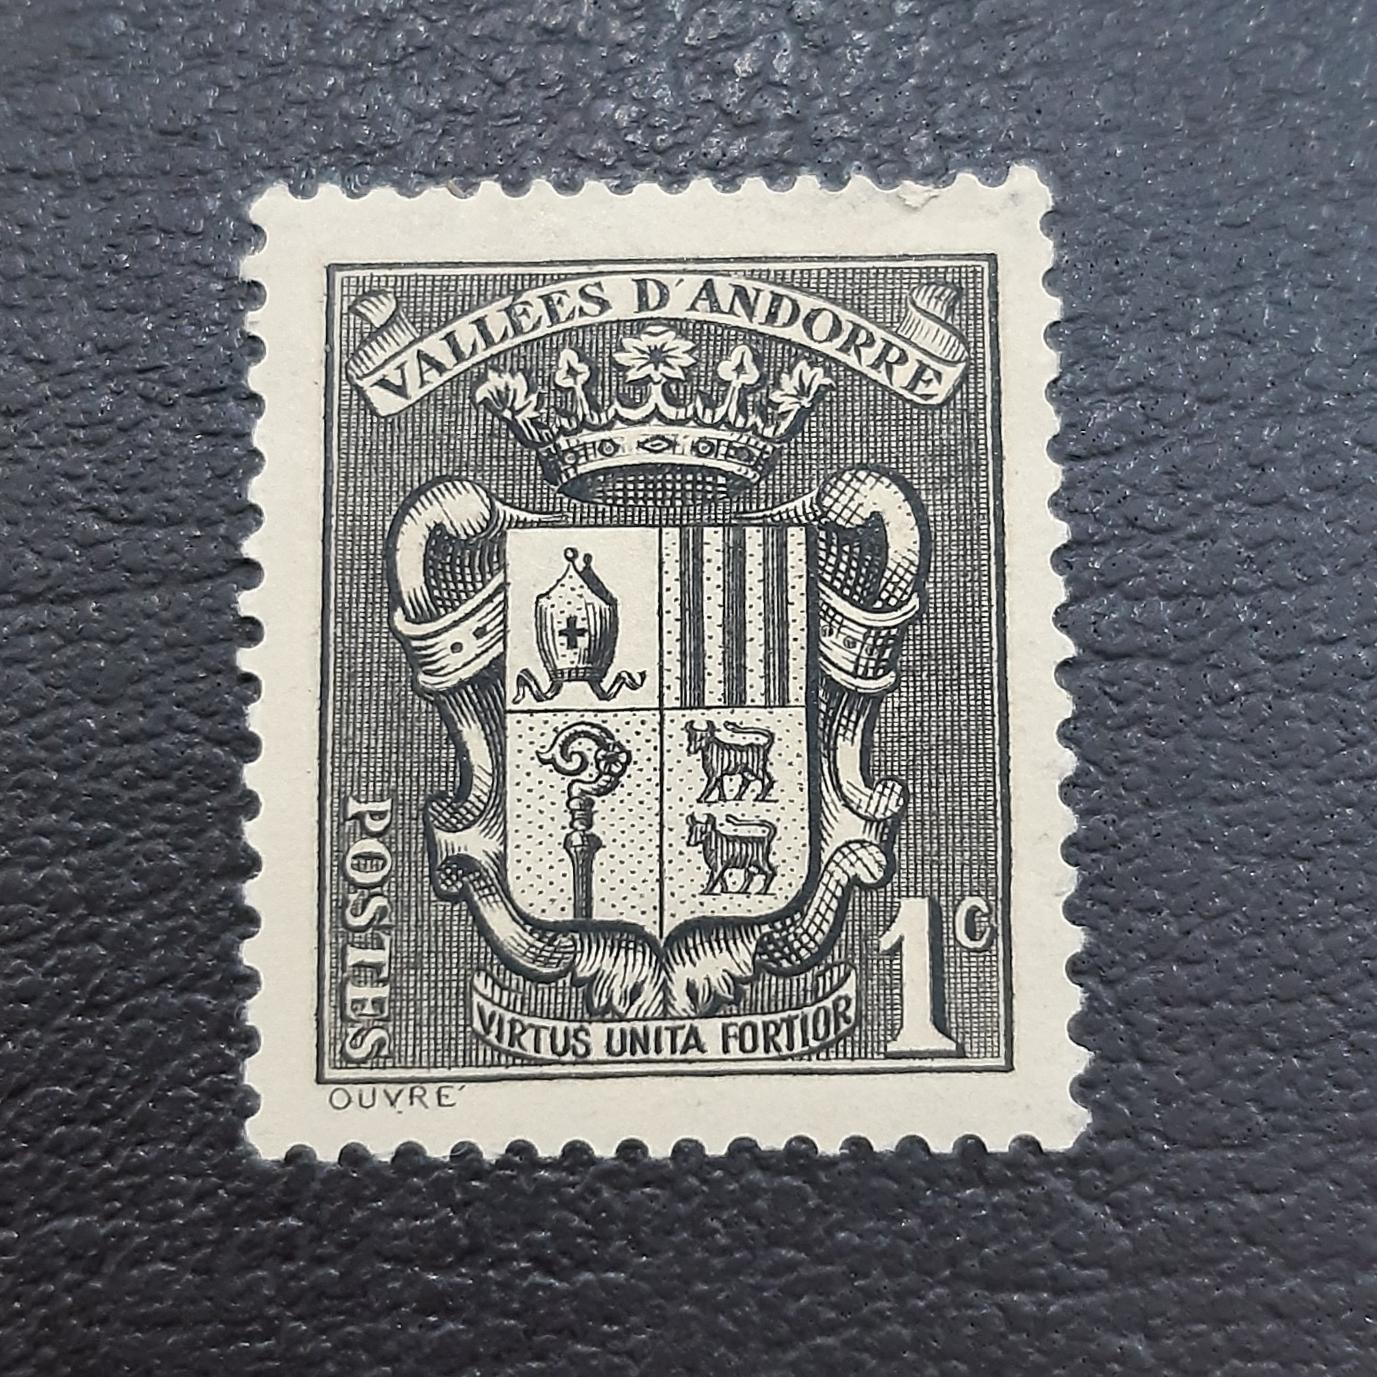 VALLÉES D'ANDORRE
POSTES
1c
VIRTUS UNITA FORTIOR
OUVRÉ